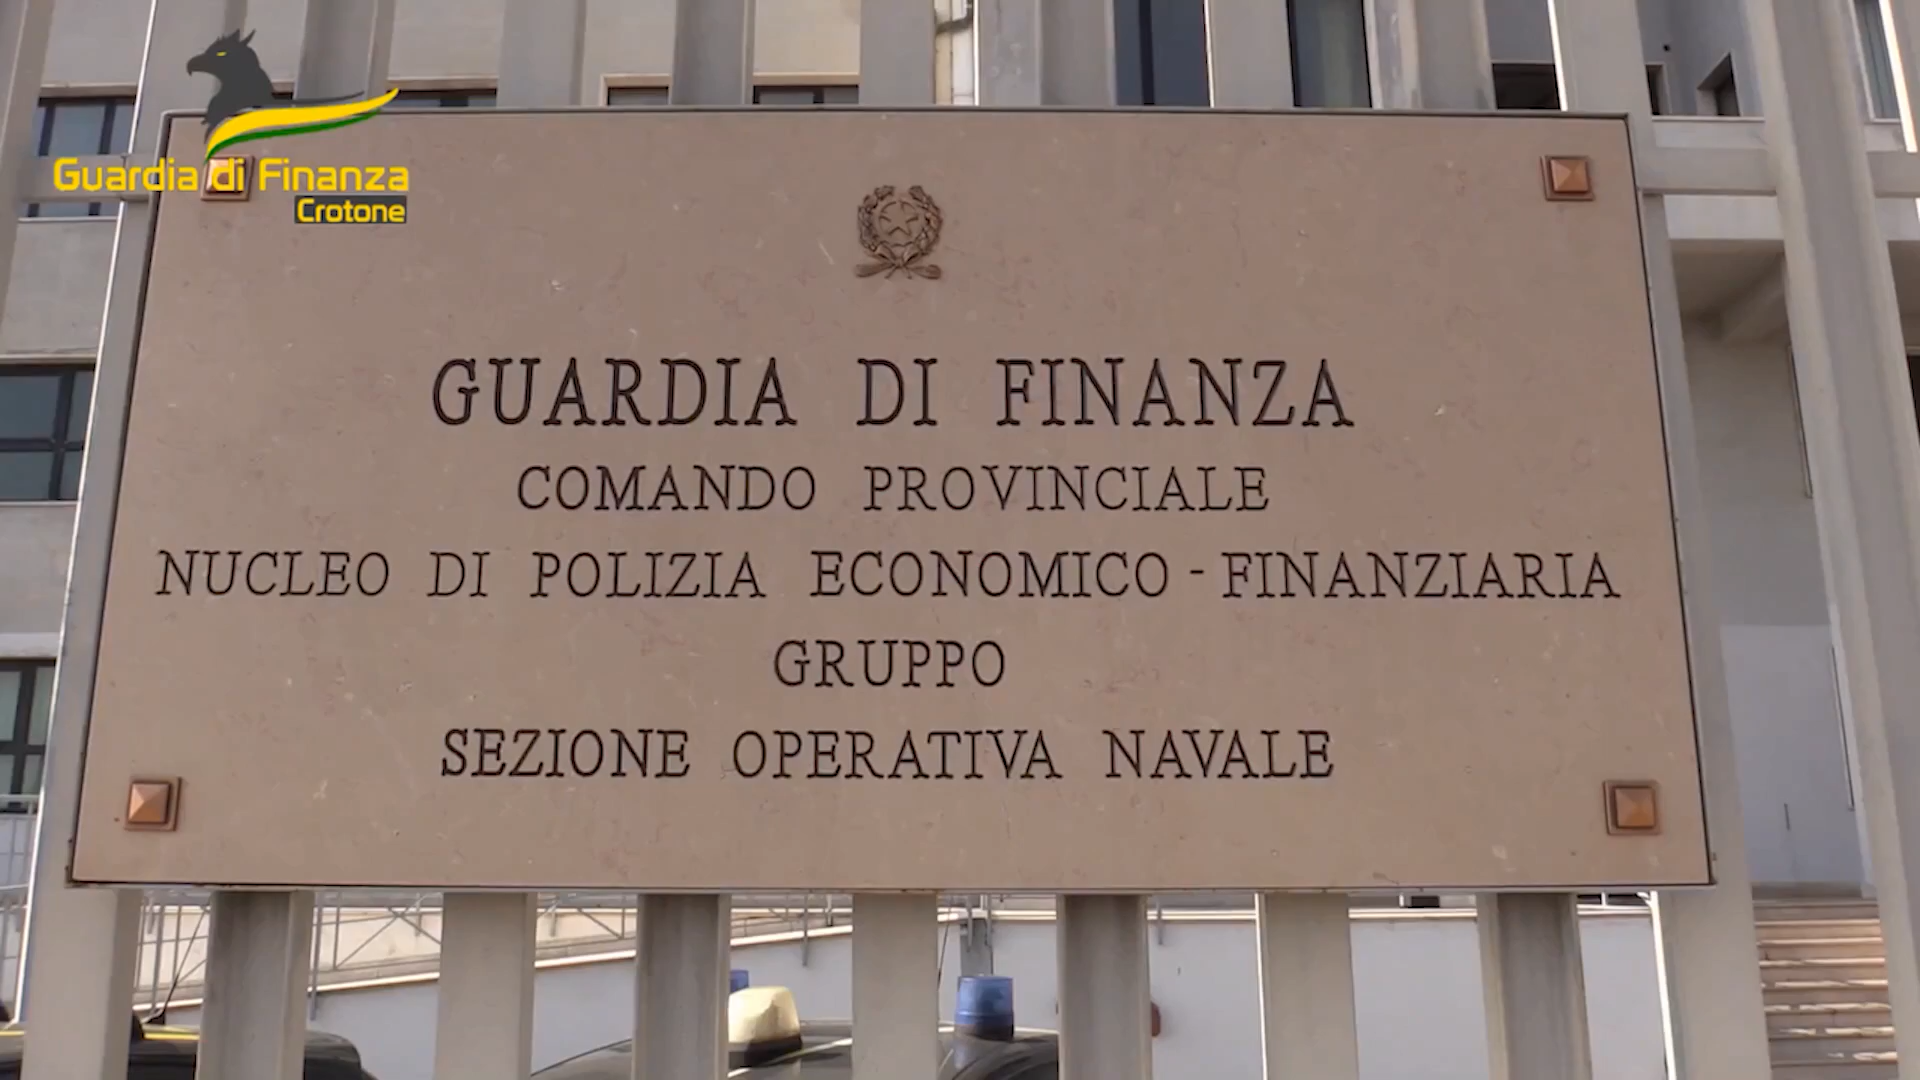 Guardia di Finanza
Crotone
GUARDIA DI FINANZA
COMANDO PROVINCIALE
NUCLEO DI POLIZIA ECONOMICO - FINANZIARIA
GRUPPO
SEZIONE OPERATIVA NAVALE